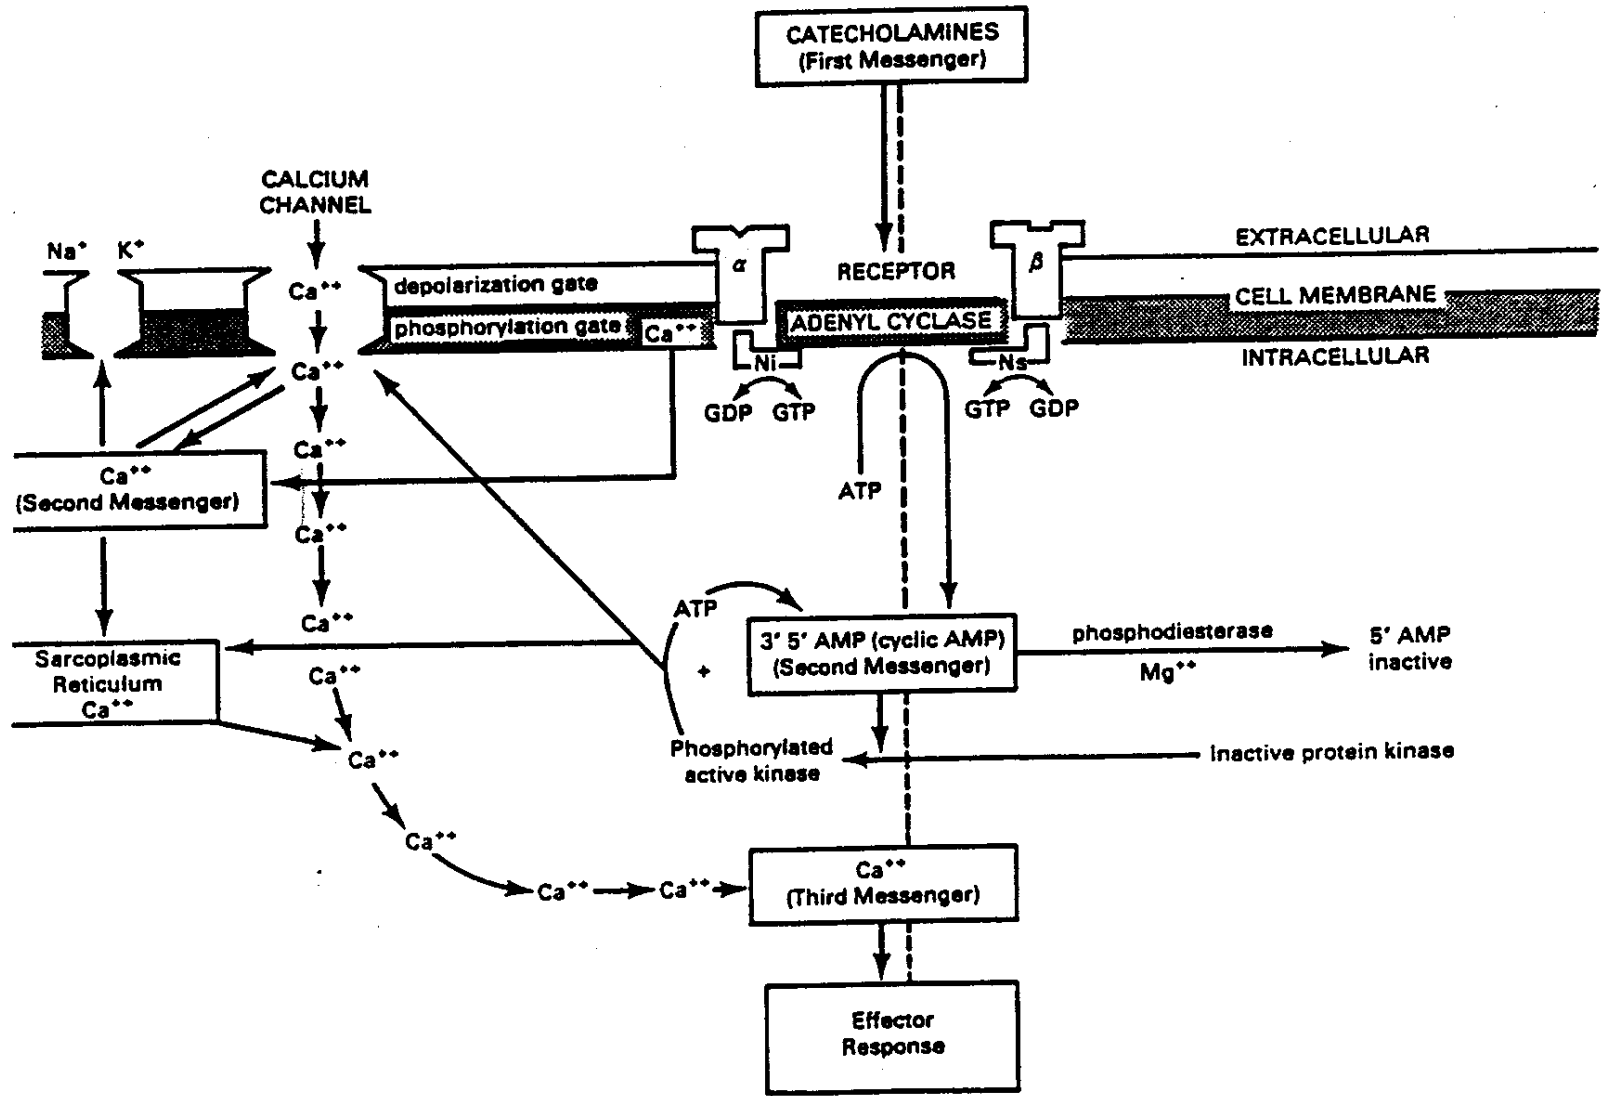 CATECHOLAMINES
(First Messenger)
CALCIUM
CHANNEL
Na⁺ K⁺
Ca⁺⁺
depolarization gate
phosphorylation gate
Ca⁺⁺
α
RECEPTOR
β
ADENYL CYCLASE
EXTRACELLULAR
CELL MEMBRANE
INTRACELLULAR
Ni
Ns
GDP GTP
GTP GDP
Ca⁺⁺
Ca⁺⁺
Ca⁺⁺
(Second Messenger)
Ca⁺⁺
ATP
Ca⁺⁺
ATP
3′ 5′ AMP (cyclic AMP)
(Second Messenger)
phosphodiesterase
Mg⁺⁺
5′ AMP
inactive
Sarcoplasmic
Reticulum
Ca⁺⁺
Ca⁺⁺
+
Ca⁺⁺
Phosphorylated
active kinase
Inactive protein kinase
Ca⁺⁺
Ca⁺⁺
Ca⁺⁺
Ca⁺⁺
(Third Messenger)
Effector
Response